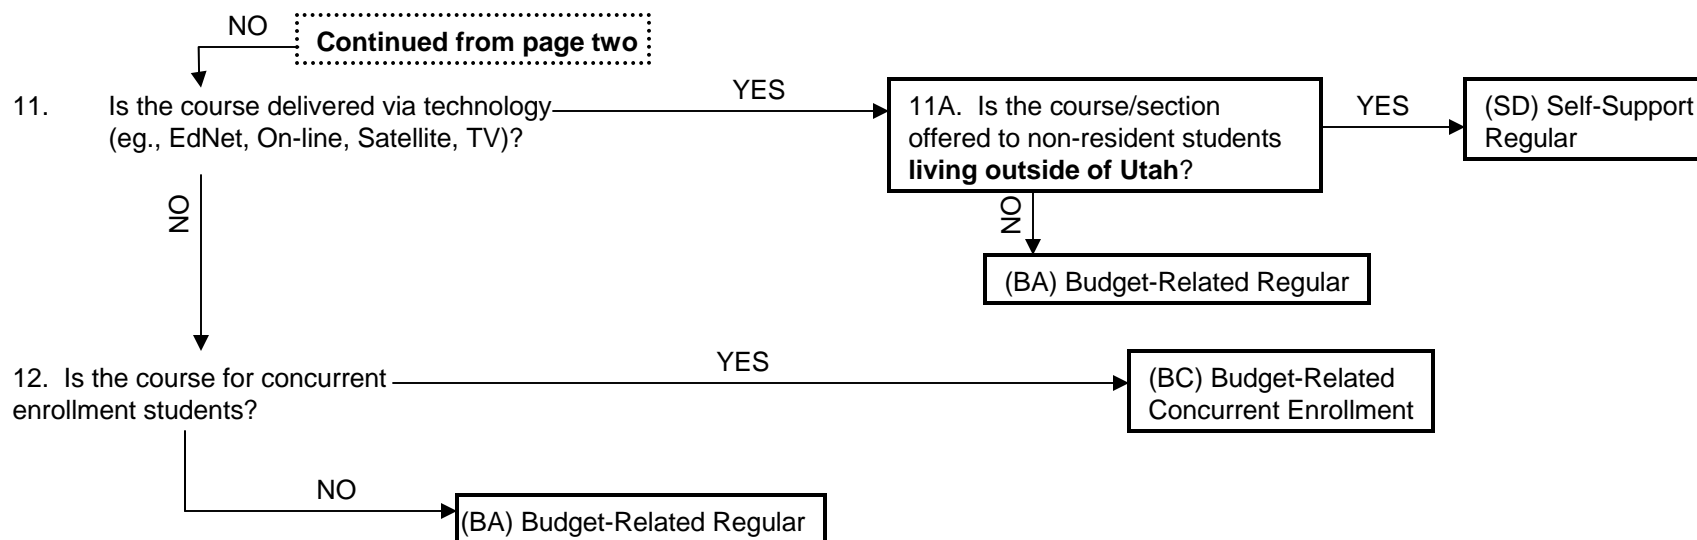 NO
Continued from page two
11. Is the course delivered via technology
(eg., EdNet, On-line, Satellite, TV)?
YES
11A. Is the course/section
offered to non-resident students
living outside of Utah?
YES
(SD) Self-Support
Regular
NO
NO
(BA) Budget-Related Regular
12. Is the course for concurrent
enrollment students?
YES
(BC) Budget-Related
Concurrent Enrollment
NO
(BA) Budget-Related Regular